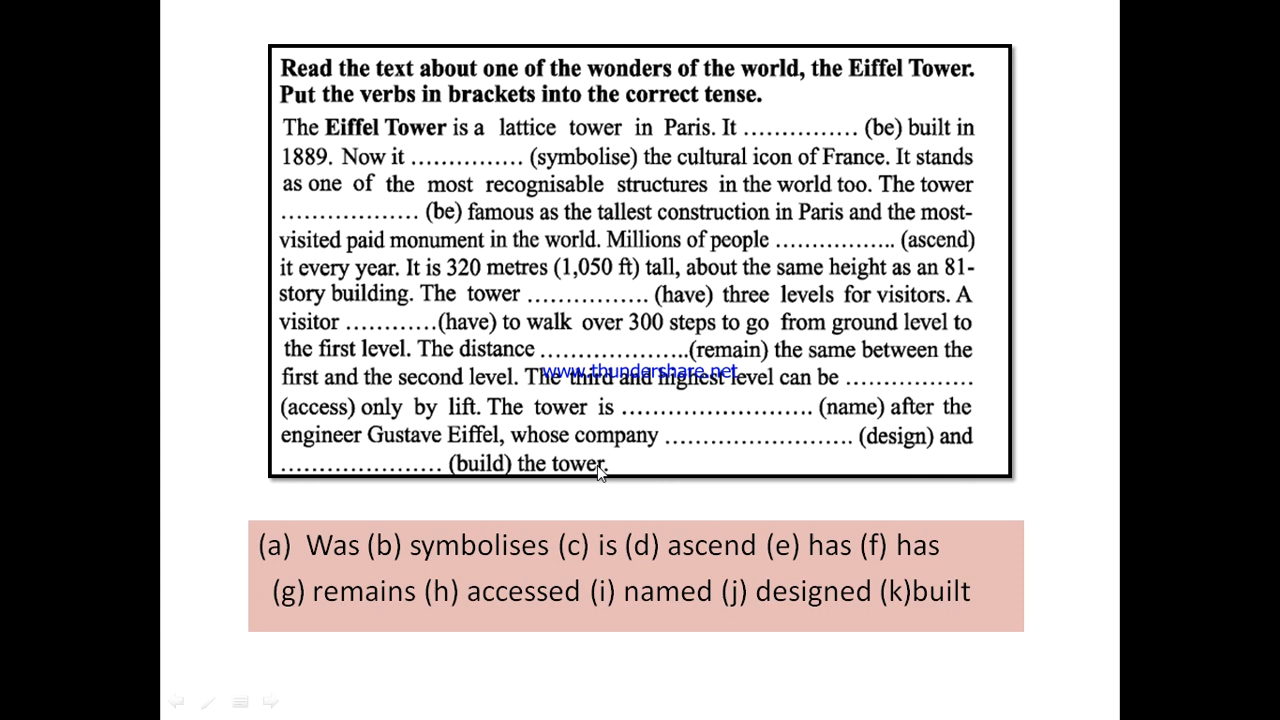 Read the text about one of the wonders of the world, the Eiffel Tower.
Put the verbs in brackets into the correct tense.
The Eiffel Tower is a lattice tower in Paris. It ............... (be) built in
1889. Now it ............... (symbolise) the cultural icon of France. It stands
as one of the most recognisable structures in the world too. The tower
.................. (be) famous as the tallest construction in Paris and the most-
visited paid monument in the world. Millions of people ................. (ascend)
it every year. It is 320 metres (1,050 ft) tall, about the same height as an 81-
story building. The tower ................ (have) three levels for visitors. A
visitor ............(have) to walk over 300 steps to go from ground level to
the first level. The distance ....................(remain) the same between the
www.thundershare.net
first and the second level. The third and highest level can be .................
(access) only by lift. The tower is ......................... (name) after the
engineer Gustave Eiffel, whose company ......................... (design) and
..................... (build) the tower.
(a) Was (b) symbolises (c) is (d) ascend (e) has (f) has
(g) remains (h) accessed (i) named (j) designed (k)built